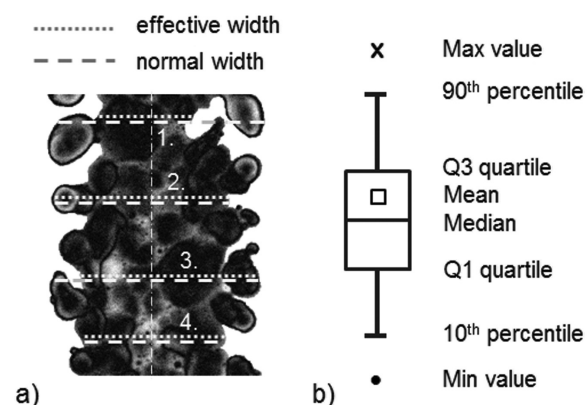 effective width
normal width
1.
2.
3.
4.
a)
Max value
90th percentile
Q3 quartile
Mean
Median
Q1 quartile
10th percentile
Min value
b)